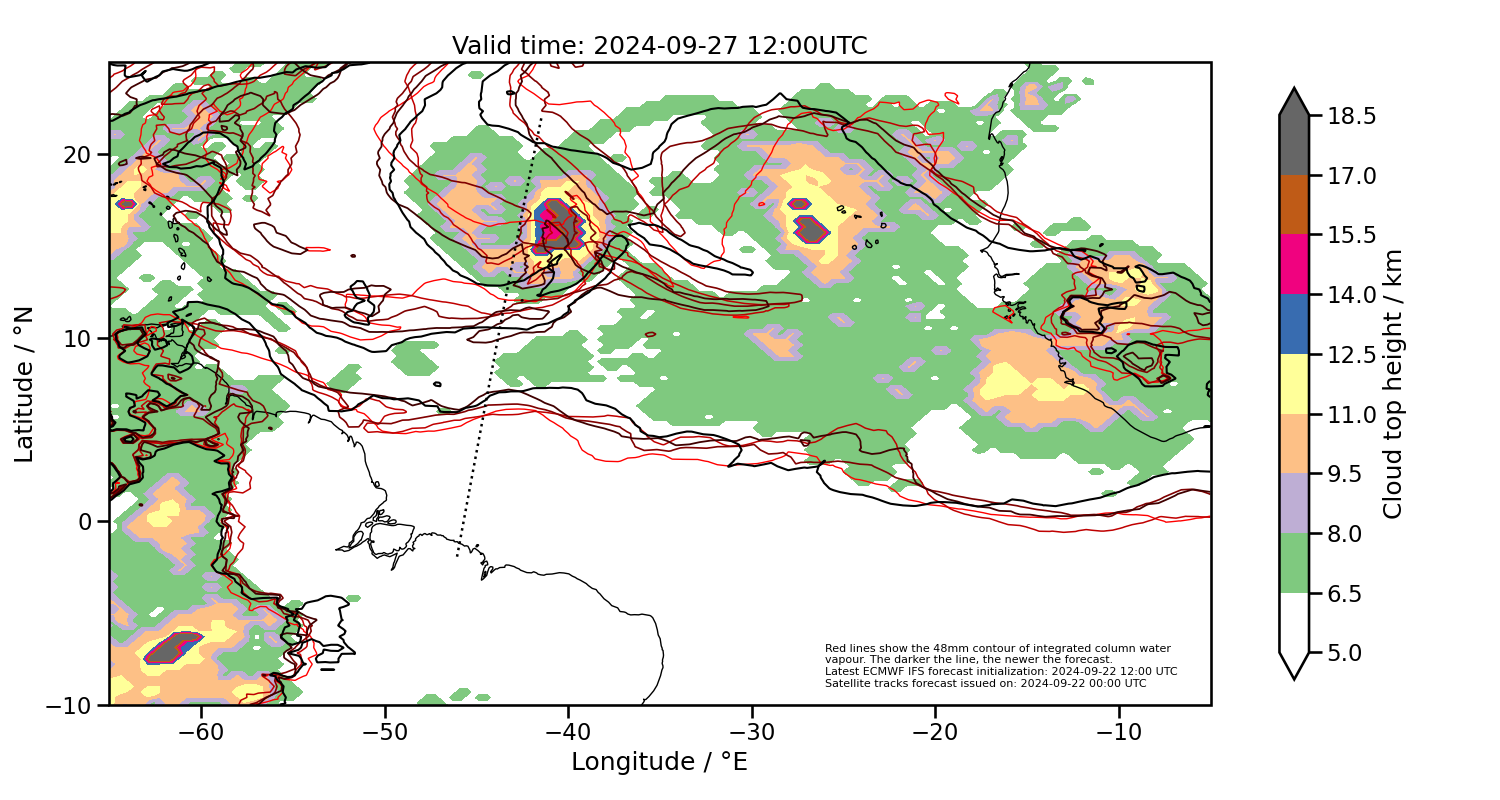 Valid time: 2024-09-27 12:00UTC
Latitude / °N
20
10
0
−10
−60
−50
−40
−30
−20
−10
Longitude / °E
Red lines show the 48mm contour of integrated column water
vapour. The darker the line, the newer the forecast.
Latest ECMWF IFS forecast initialization: 2024-09-22 12:00 UTC
Satellite tracks forecast issued on: 2024-09-22 00:00 UTC
18.5
17.0
15.5
14.0
12.5
11.0
9.5
8.0
6.5
5.0
Cloud top height / km